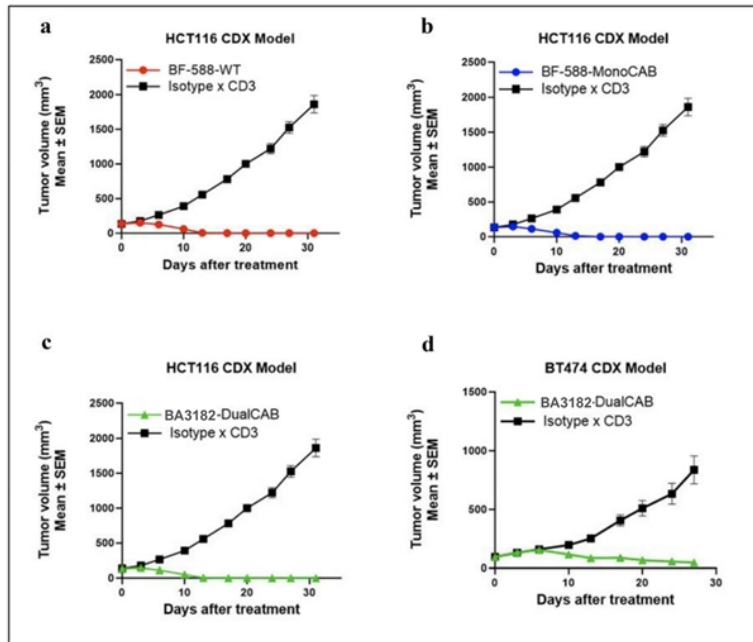 a
HCT116 CDX Model
BF-588-WT
Isotype x CD3
Tumor volume (mm³)
Mean ± SEM
2500
2000
1500
1000
500
0
0 10 20 30
Days after treatment
b
HCT116 CDX Model
BF-588-MonoCAB
Isotype x CD3
Tumor volume (mm³)
Mean ± SEM
2500
2000
1500
1000
500
0
0 10 20 30
Days after treatment
c
HCT116 CDX Model
BA3182-DualCAB
Isotype x CD3
Tumor volume (mm³)
Mean ± SEM
2500
2000
1500
1000
500
0
0 10 20 30
Days after treatment
d
BT474 CDX Model
BA3182-DualCAB
Isotype x CD3
Tumor volume (mm³)
Mean ± SEM
1500
1000
500
0
0 10 20 30
Days after treatment